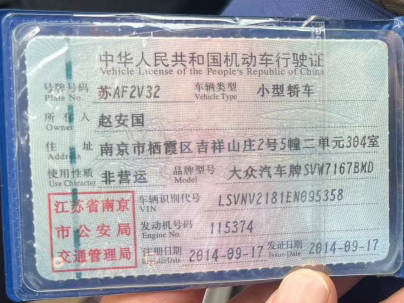 中华人民共和国机动车行驶证
Vehicle License of the People's Republic of China
号牌号码 苏AF2V32 车辆类型 小型轿车
Plate No. Vehicle Type
所有人 赵安国
Owner
住址 南京市栖霞区吉祥山庄2号5幢二单元304室
Address
使用性质 非营运 品牌型号 大众汽车牌SVW7167BMD
Use Character
江苏省南京
市公安局
交通管理局
车辆识别代号 LSVNV2181EN095358
VIN
发动机号码 115374
Engine No.
注册日期 2014-09-17 发证日期 2014-09-17
Register Date Issue Date